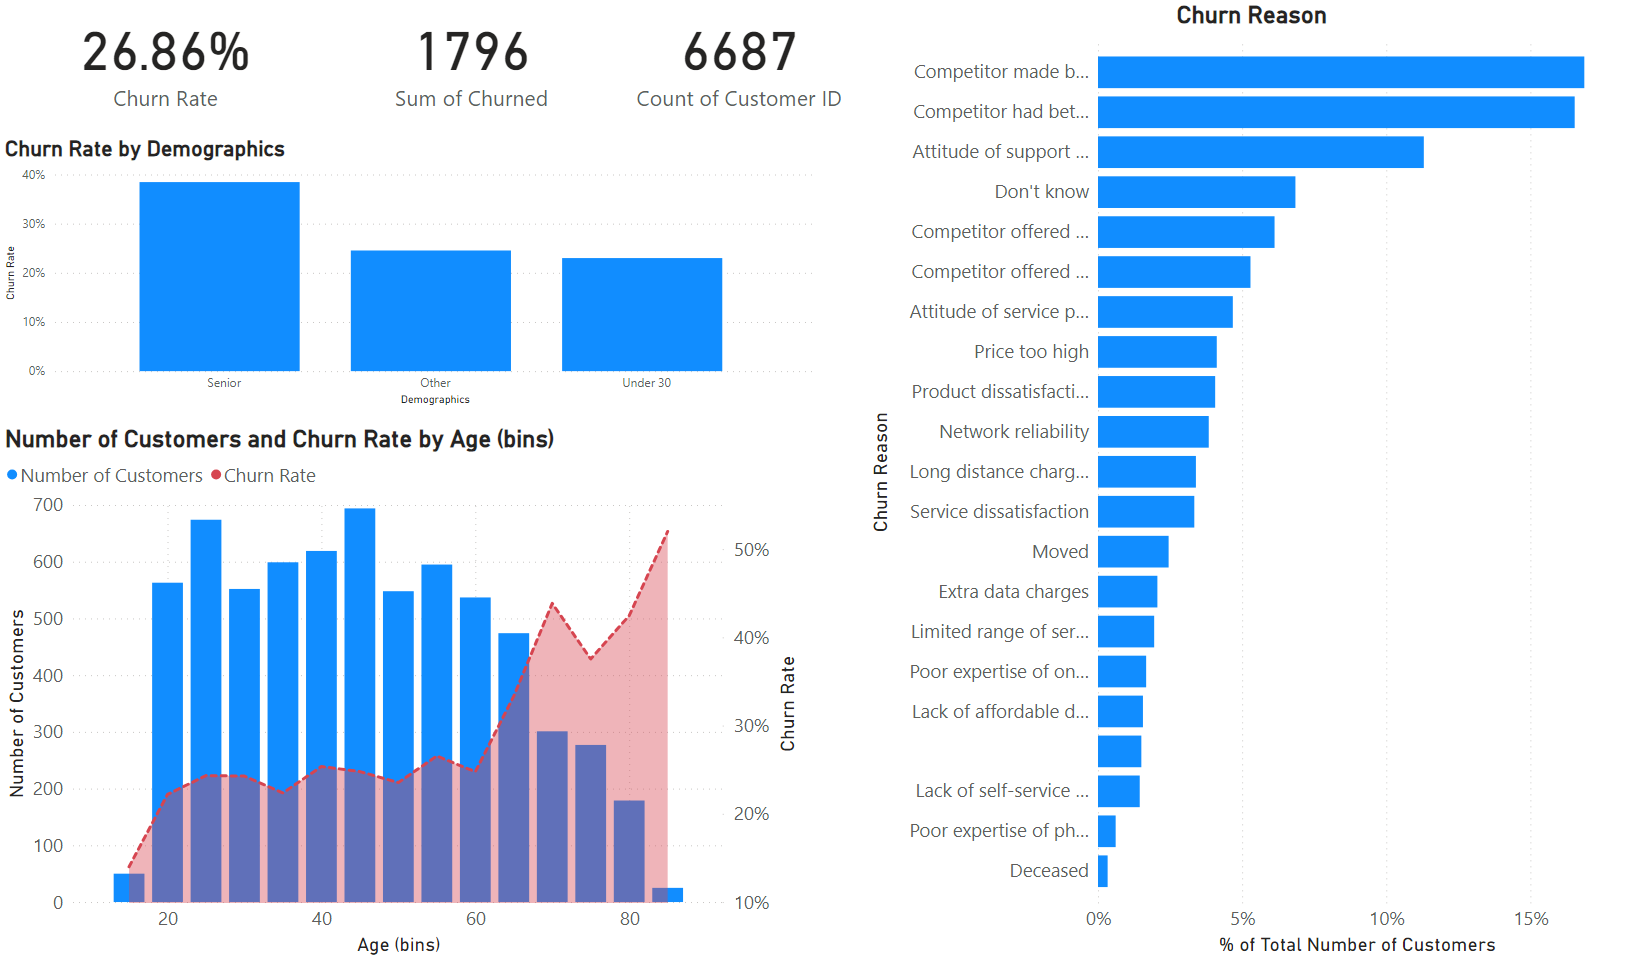 26.86%
Churn Rate
1796
Sum of Churned
6687
Count of Customer ID
Churn Rate by Demographics
40%
30%
20%
10%
0%
Churn Rate
Senior
Other
Under 30
Demographics
Number of Customers and Churn Rate by Age (bins)
Number of Customers
Churn Rate
700
600
500
400
300
200
100
0
Number of Customers
50%
40%
30%
20%
10%
Churn Rate
20
40
60
80
Age (bins)
Churn Reason
Competitor made b...
Competitor had bet...
Attitude of support ...
Don't know
Competitor offered ...
Competitor offered ...
Attitude of service p...
Price too high
Product dissatisfacti...
Network reliability
Long distance charg...
Service dissatisfaction
Moved
Extra data charges
Limited range of ser...
Poor expertise of on...
Lack of affordable d...
Lack of self-service ...
Poor expertise of ph...
Deceased
Churn Reason
0%
5%
10%
15%
% of Total Number of Customers